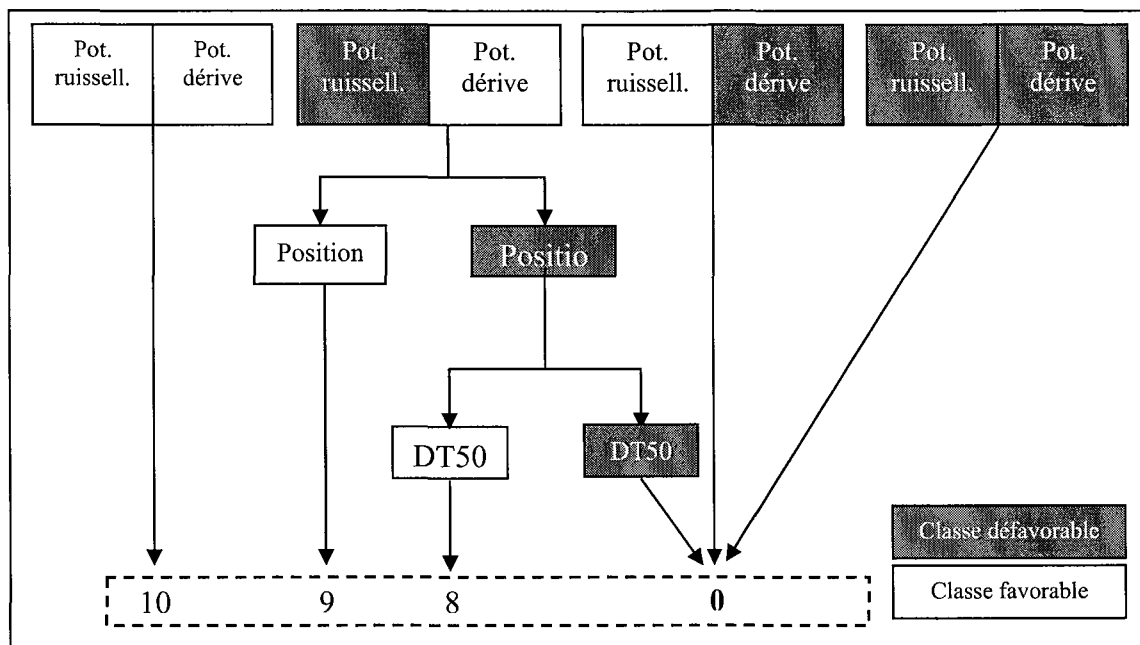 Pot.
ruissell.
Pot.
dérive
Pot.
ruissell.
Pot.
dérive
Pot.
ruissell.
Pot.
dérive
Pot.
ruissell.
Pot.
dérive
Position
Positio
DT50
DT50
Classe défavorable
Classe favorable
10 9 8 0